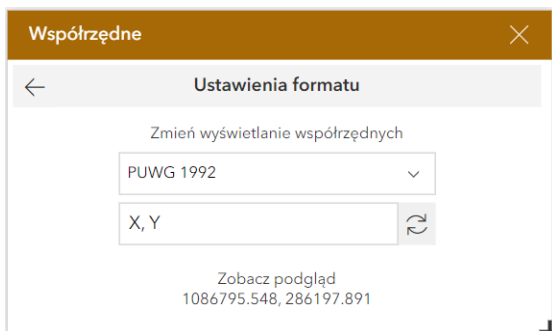 Współrzędne
Ustawienia formatu
Zmień wyświetlanie współrzędnych
PUWG 1992
X, Y
Zobacz podgląd
1086795.548, 286197.891